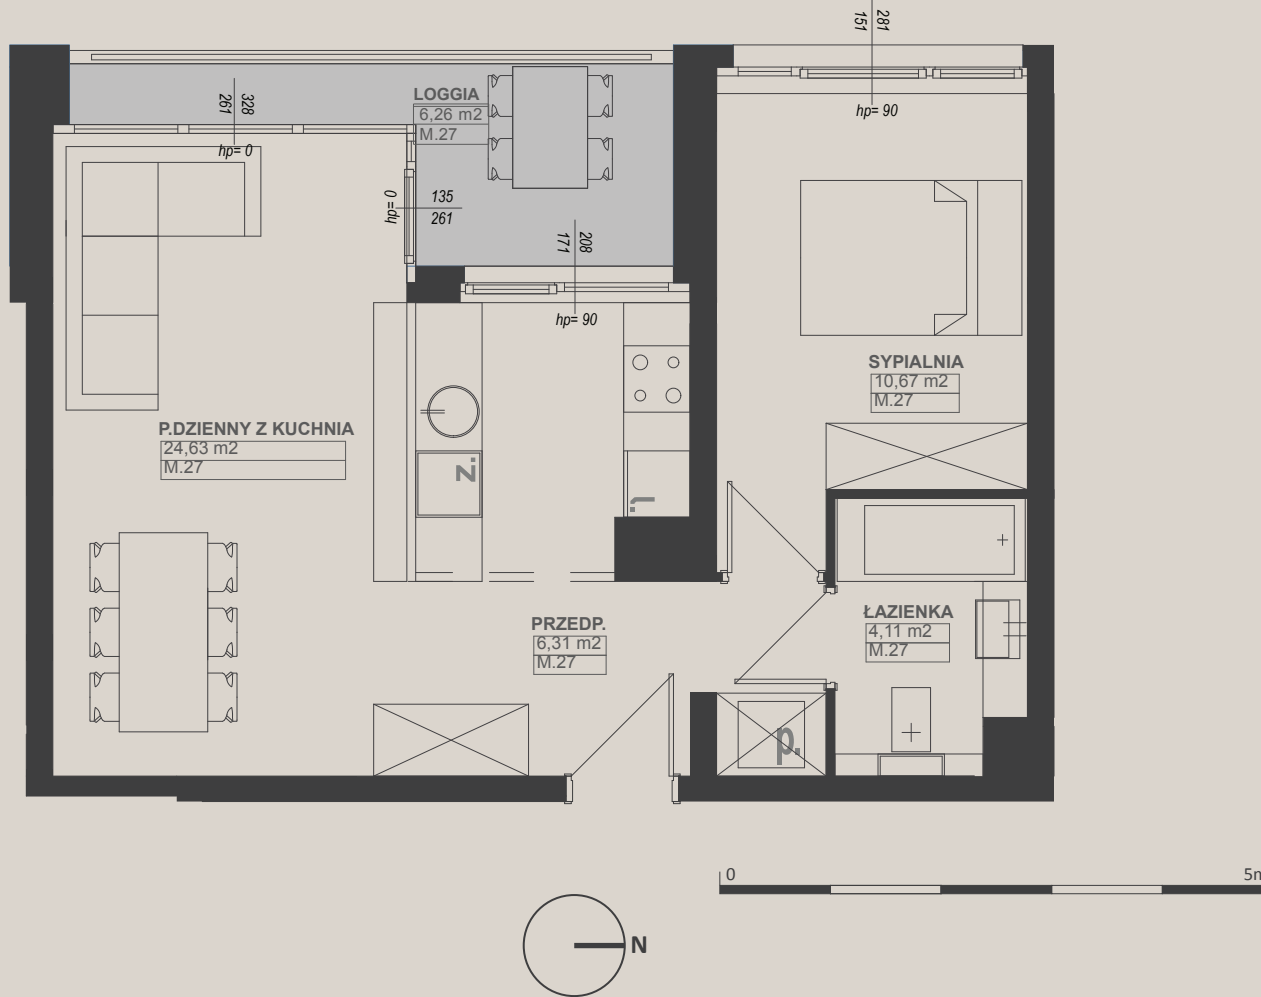 281
151
hp= 90
LOGGIA
6,26 m2
M.27
328
261
hp= 0
135
261
hp= 0
208
171
hp= 90
SYPIALNIA
10,67 m2
M.27
P.DZIENNY Z KUCHNIA
24,63 m2
M.27
z.
l.
PRZEDP.
6,31 m2
M.27
ŁAZIENKA
4,11 m2
M.27
p.
0
5m
N